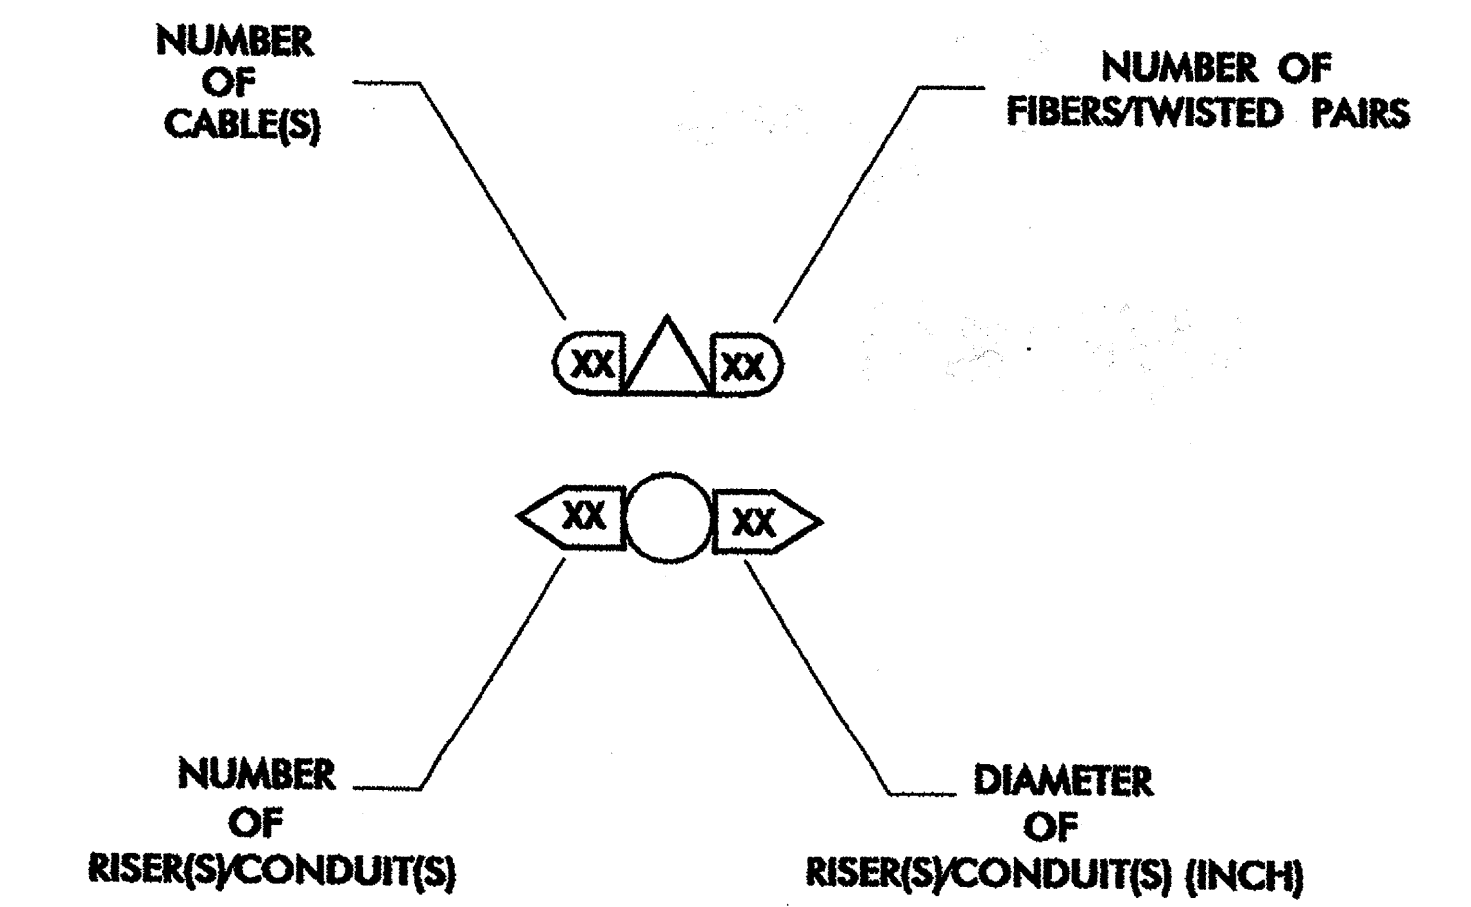 NUMBER
OF
CABLE(S)
NUMBER OF
FIBERS/TWISTED PAIRS
XX
XX
XX
XX
NUMBER
OF
RISER(S)/CONDUIT(S)
DIAMETER
OF
RISER(S)/CONDUIT(S) (INCH)